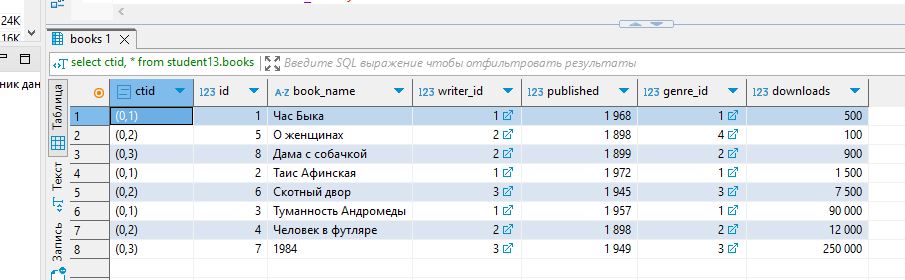 24K
16K
books 1
select ctid, * from student13.books Введите SQL выражение чтобы отфильтровать результаты
ник дан
Таблица
Текст
Запись
ctid 123 id A-Z book_name 123 writer_id 123 published 123 genre_id 123 downloads
1 (0,1) 1 Час Быка 1 1 968 1 500
2 (0,2) 5 О женщинах 2 1 898 4 100
3 (0,3) 8 Дама с собачкой 2 1 899 2 900
4 (0,1) 2 Таис Афинская 1 1 972 1 1 500
5 (0,2) 6 Скотный двор 3 1 945 3 7 500
6 (0,1) 3 Туманность Андромеды 1 1 957 1 90 000
7 (0,2) 4 Человек в футляре 2 1 898 2 12 000
8 (0,3) 7 1984 3 1 949 3 250 000